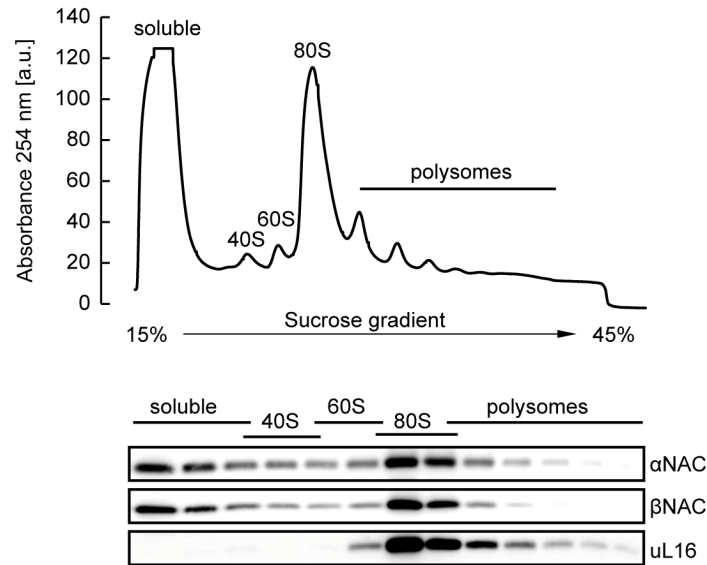 140
120
100
80
60
40
20
0
Absorbance 254 nm [a.u.]
soluble
80S
polysomes
60S
40S
15%
Sucrose gradient
45%
soluble
40S
60S
80S
polysomes
αNAC
βNAC
uL16